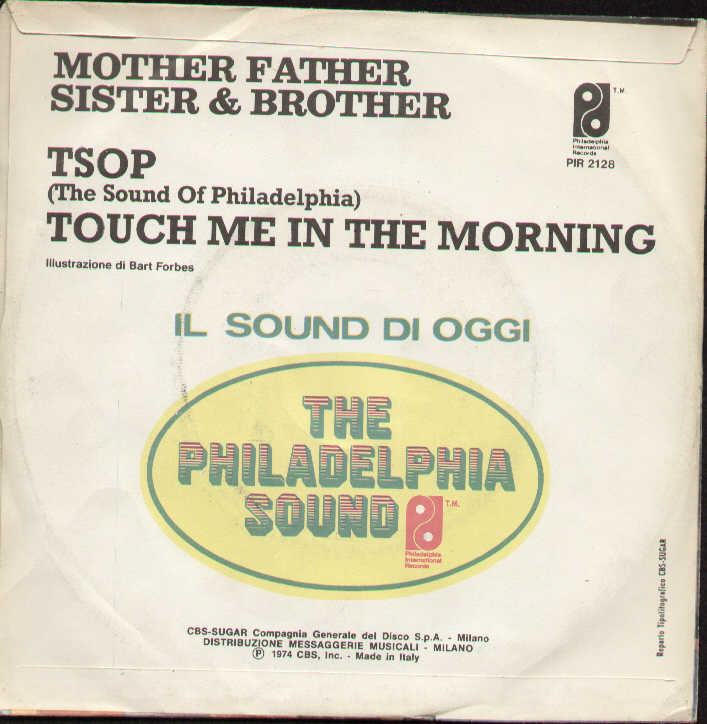 MOTHER FATHER
SISTER & BROTHER
T.M.
Philadelphia
International
Records
PIR 2128
TSOP
(The Sound Of Philadelphia)
TOUCH ME IN THE MORNING
Illustrazione di Bart Forbes
IL SOUND DI OGGI
THE
PHILADELPHIA
SOUND
T.M.
Philadelphia
International
Records
CBS-SUGAR Compagnia Generale del Disco S.p.A. - Milano
DISTRIBUZIONE MESSAGGERIE MUSICALI - MILANO
Ⓟ 1974 CBS, Inc. - Made in Italy
Reparto Tipolitografico CBS-SUGAR